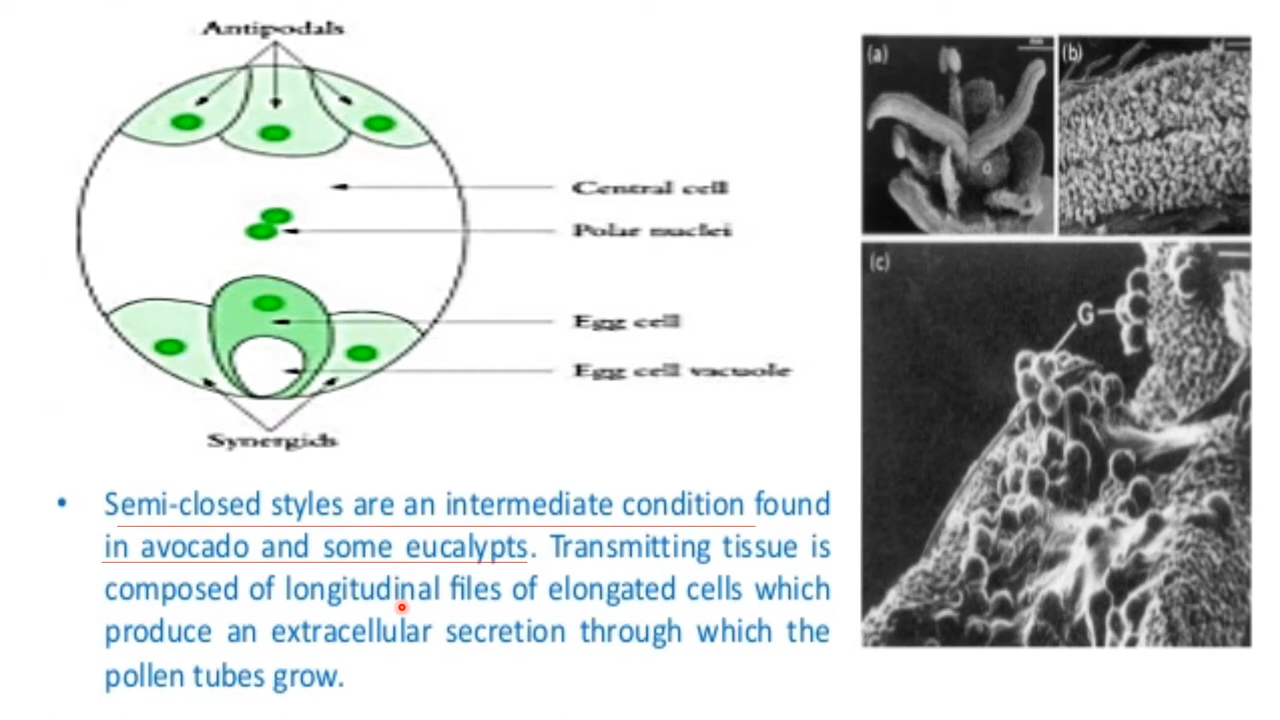 Antipodals
Central cell
Polar nuclei
Egg cell
Egg cell vacuole
Synergids
(a)
(b)
o
(c)
G
• Semi-closed styles are an intermediate condition found
in avocado and some eucalypts. Transmitting tissue is
composed of longitudinal files of elongated cells which
produce an extracellular secretion through which the
pollen tubes grow.